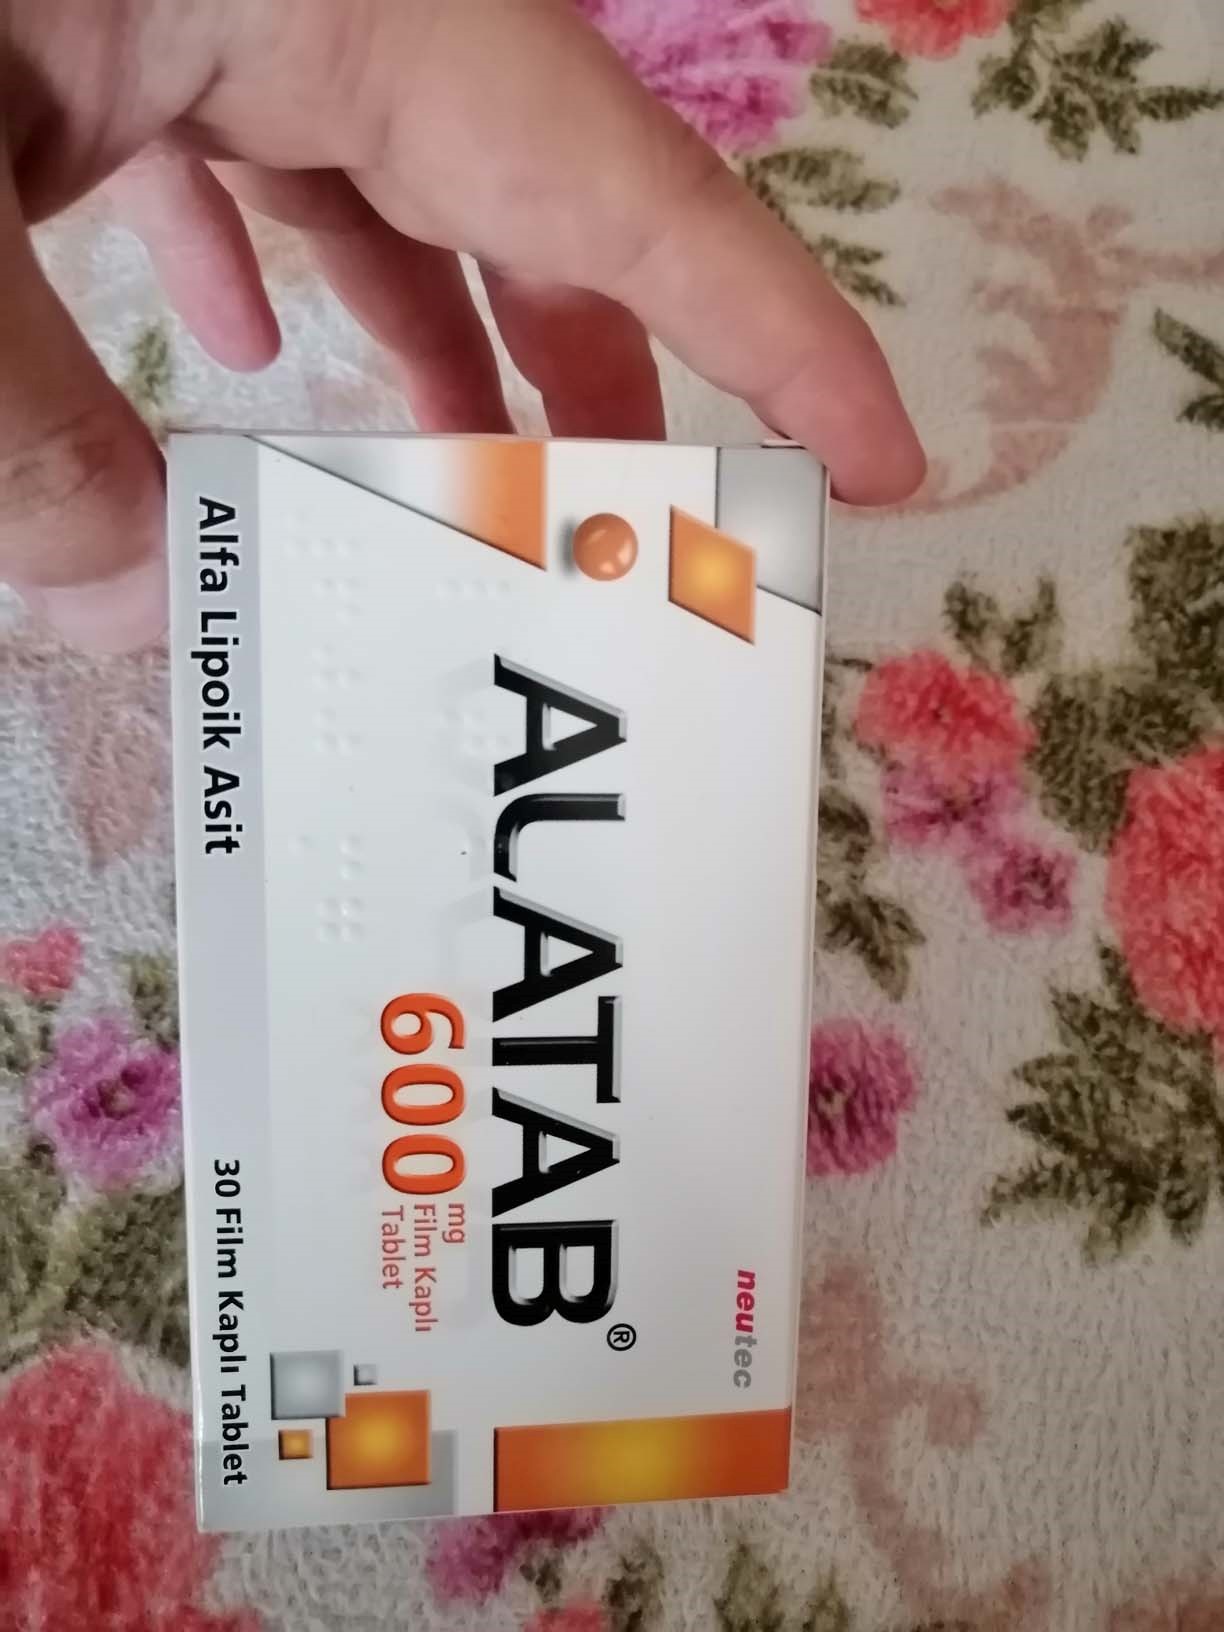 neutec
ALATAB®
600 mg
Film Kaplı
Tablet
Alfa Lipoik Asit
30 Film Kaplı Tablet